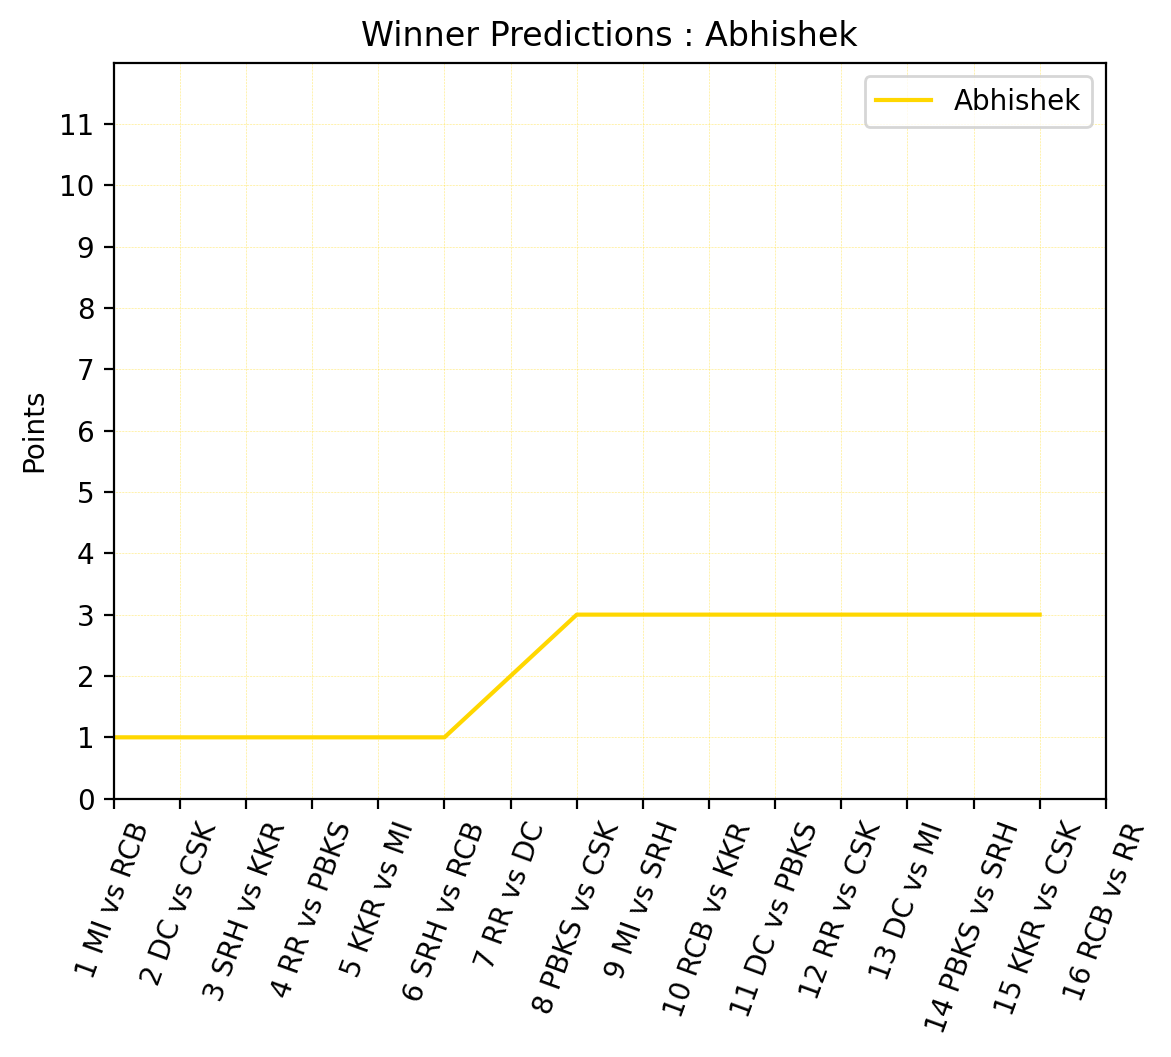 Winner Predictions : Abhishek
Abhishek
11
10
9
8
7
6
5
4
3
2
1
0
Points
1 MI vs RCB
2 DC vs CSK
3 SRH vs KKR
4 RR vs PBKS
5 KKR vs MI
6 SRH vs RCB
7 RR vs DC
8 PBKS vs CSK
9 MI vs SRH
10 RCB vs KKR
11 DC vs PBKS
12 RR vs CSK
13 DC vs MI
14 PBKS vs SRH
15 KKR vs CSK
16 RCB vs RR